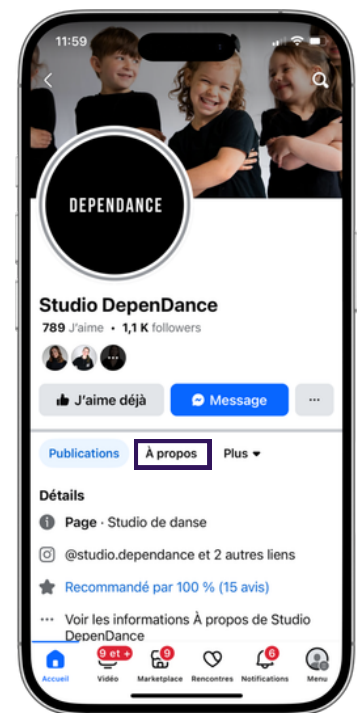 11:59
DEPENDANCE
Studio DepenDance
789 J'aime • 1,1 K followers
J'aime déjà
Message
Publications
À propos
Plus
Détails
Page · Studio de danse
@studio.dependance et 2 autres liens
Recommandé par 100 % (15 avis)
Voir les informations À propos de Studio
DepenDance
9 et +
9
6
Accueil
Vidéo
Marketplace
Rencontres
Notifications
Menu